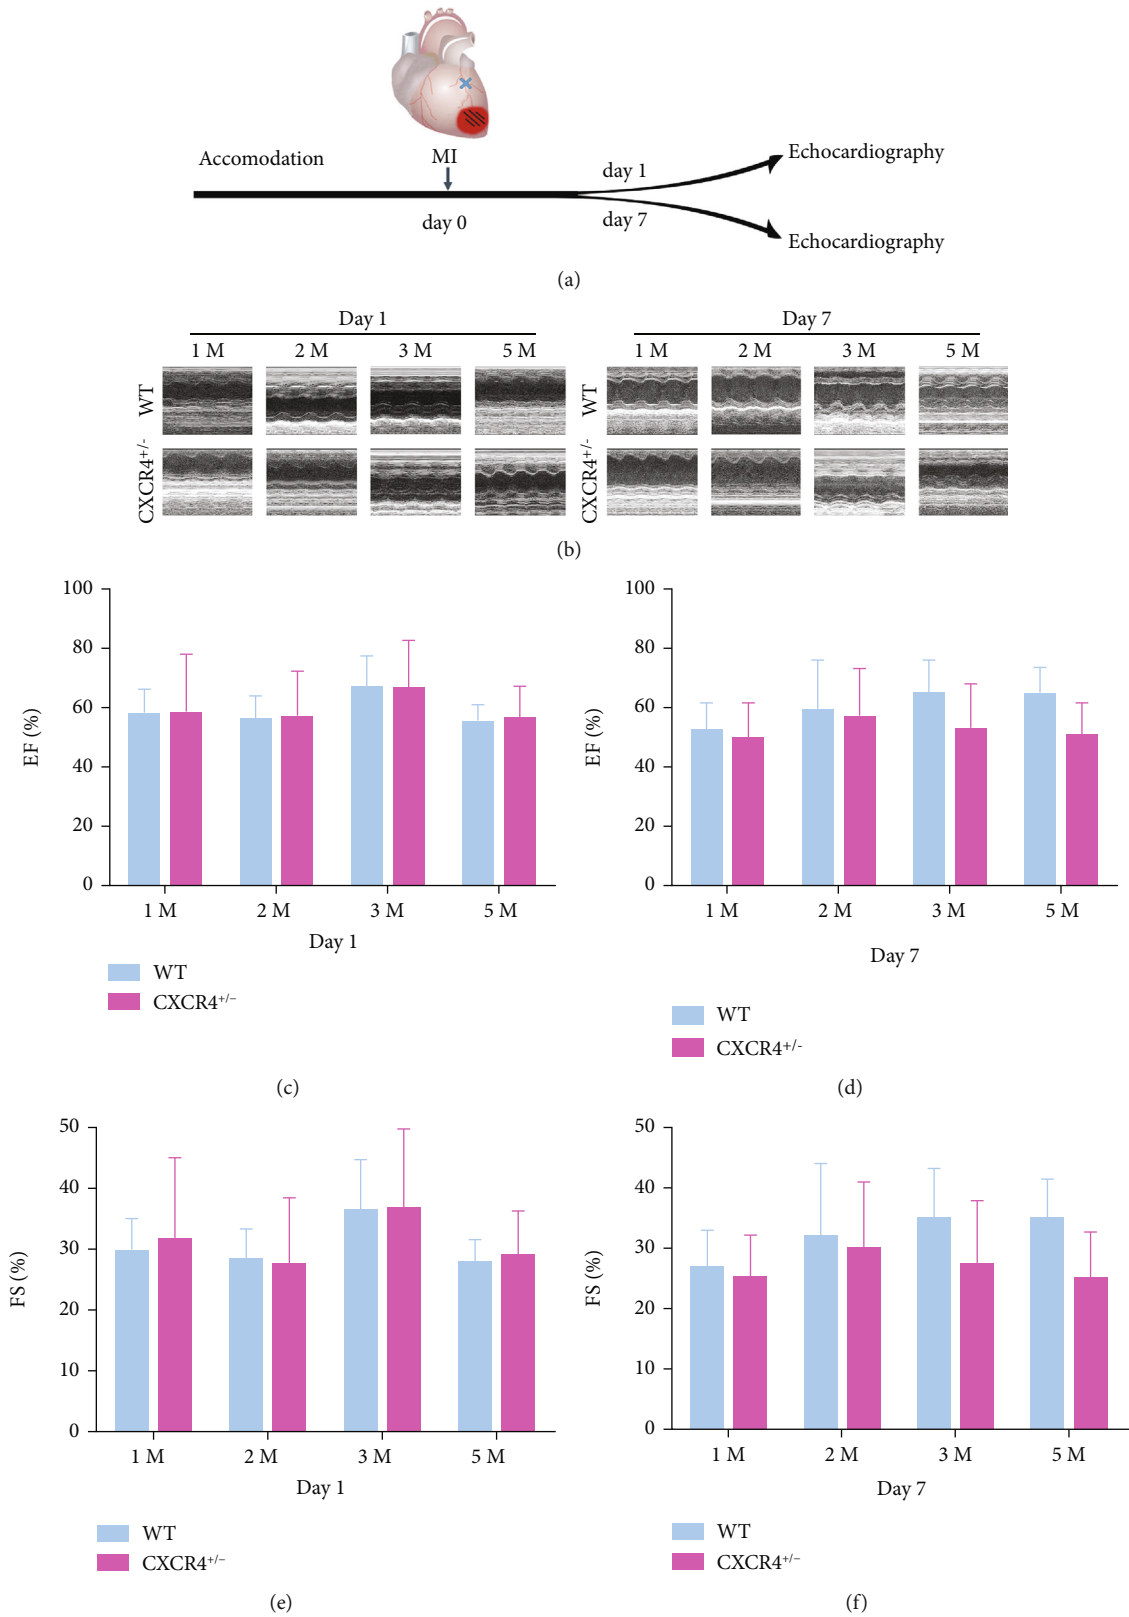 Accomodation
MI
day 0
day 1
day 7
Echocardiography
Echocardiography
(a)
Day 1
Day 7
1 M 2 M 3 M 5 M
1 M 2 M 3 M 5 M
WT
CXCR4+/-
WT
CXCR4+/-
(b)
EF (%)
100
80
60
40
20
0
1 M 2 M 3 M 5 M
Day 1
WT
CXCR4+/−
(c)
EF (%)
100
80
60
40
20
0
1 M 2 M 3 M 5 M
Day 7
WT
CXCR4+/-
(d)
FS (%)
50
40
30
20
10
0
1 M 2 M 3 M 5 M
Day 1
WT
CXCR4+/−
(e)
FS (%)
50
40
30
20
10
0
1 M 2 M 3 M 5 M
Day 7
WT
CXCR4+/−
(f)